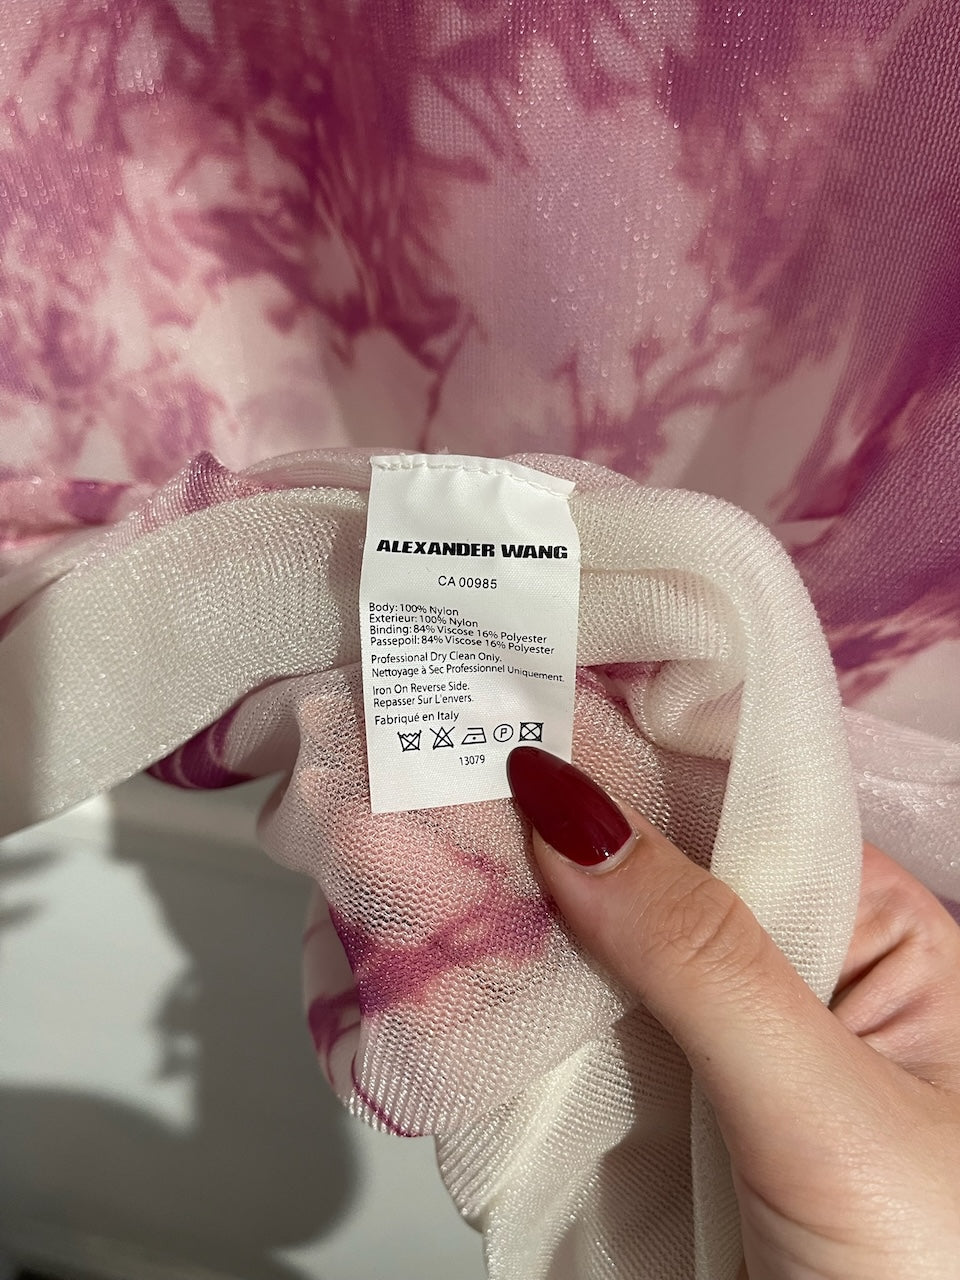 ALEXANDER WANG
CA 00985
Body: 100% Nylon
Exterieur: 100% Nylon
Binding: 84% Viscose 16% Polyester
Passepoil: 84% Viscose 16% Polyester
Professional Dry Clean Only.
Nettoyage à Sec Professionnel Uniquement.
Iron On Reverse Side.
Repasser Sur L'envers.
Fabriqué en Italy
P
13079